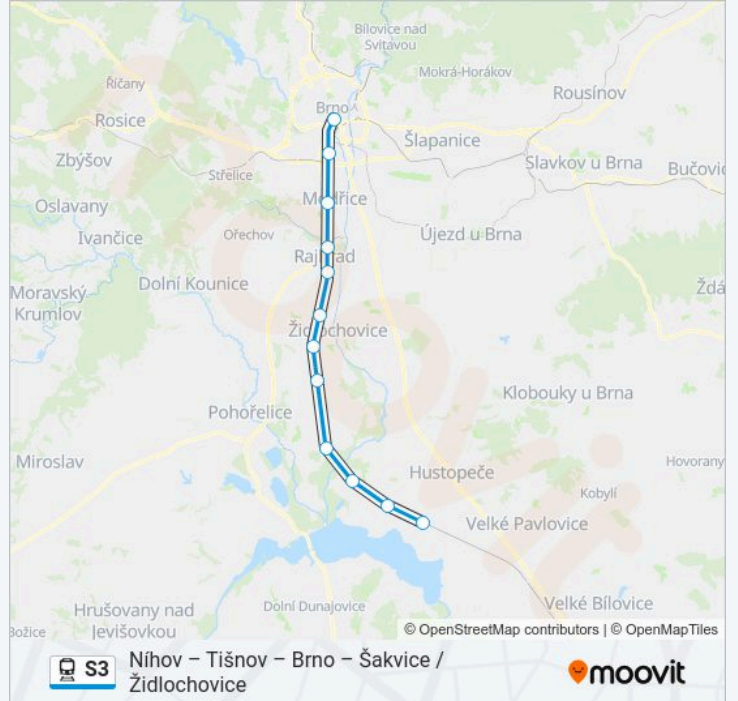 Bílovice nad
Svitavou
Mokrá-Horákov
Říčany
Rousínov
Brno
Rosice
Šlapanice
Zbýšov
Slavkov u Brna
Bučovic
Střelice
Oslavany
Modřice
Ivančice
Ořechov
Újezd u Brna
Rajhrad
Dolní Kounice
Moravský
Krumlov
Ždá
Židlochovice
Klobouky u Brna
Pohořelice
Miroslav
Hustopeče
Hovorany
Kobylí
Velké Pavlovice
Dolní Dunajovice
Velké Bílovice
Hrušovany nad
Jevišovkou
Božice
© OpenStreetMap contributors | © OpenMapTiles
S3
Níhov – Tišnov – Brno – Šakvice /
Židlochovice
moovit